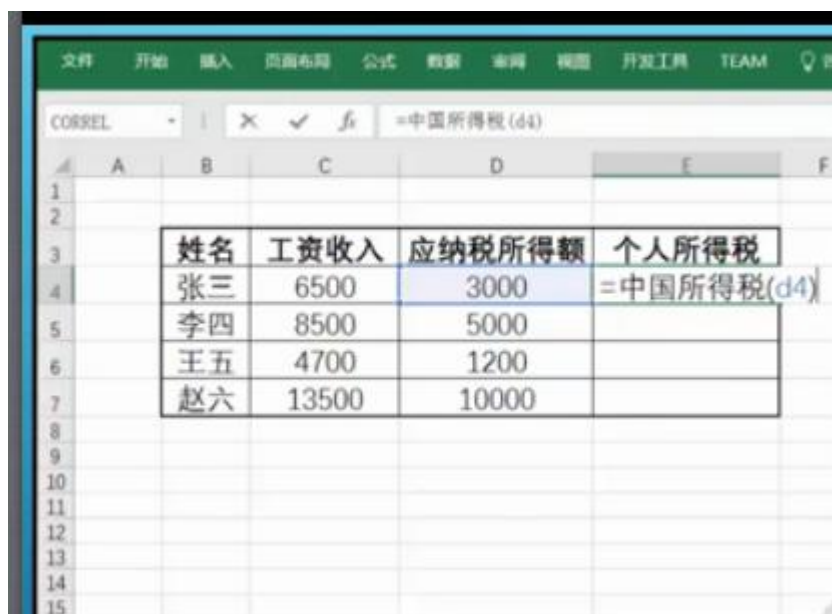 文件 开始 插入 页面布局 公式 数据 审阅 视图 开发工具 TEAM
CORREL fx =中国所得税(d4)
A B C D E F
1
2
3 姓名 工资收入 应纳税所得额 个人所得税
4 张三 6500 3000 =中国所得税(d4)
5 李四 8500 5000
6 王五 4700 1200
7 赵六 13500 10000
8
9
10
11
12
13
14
15